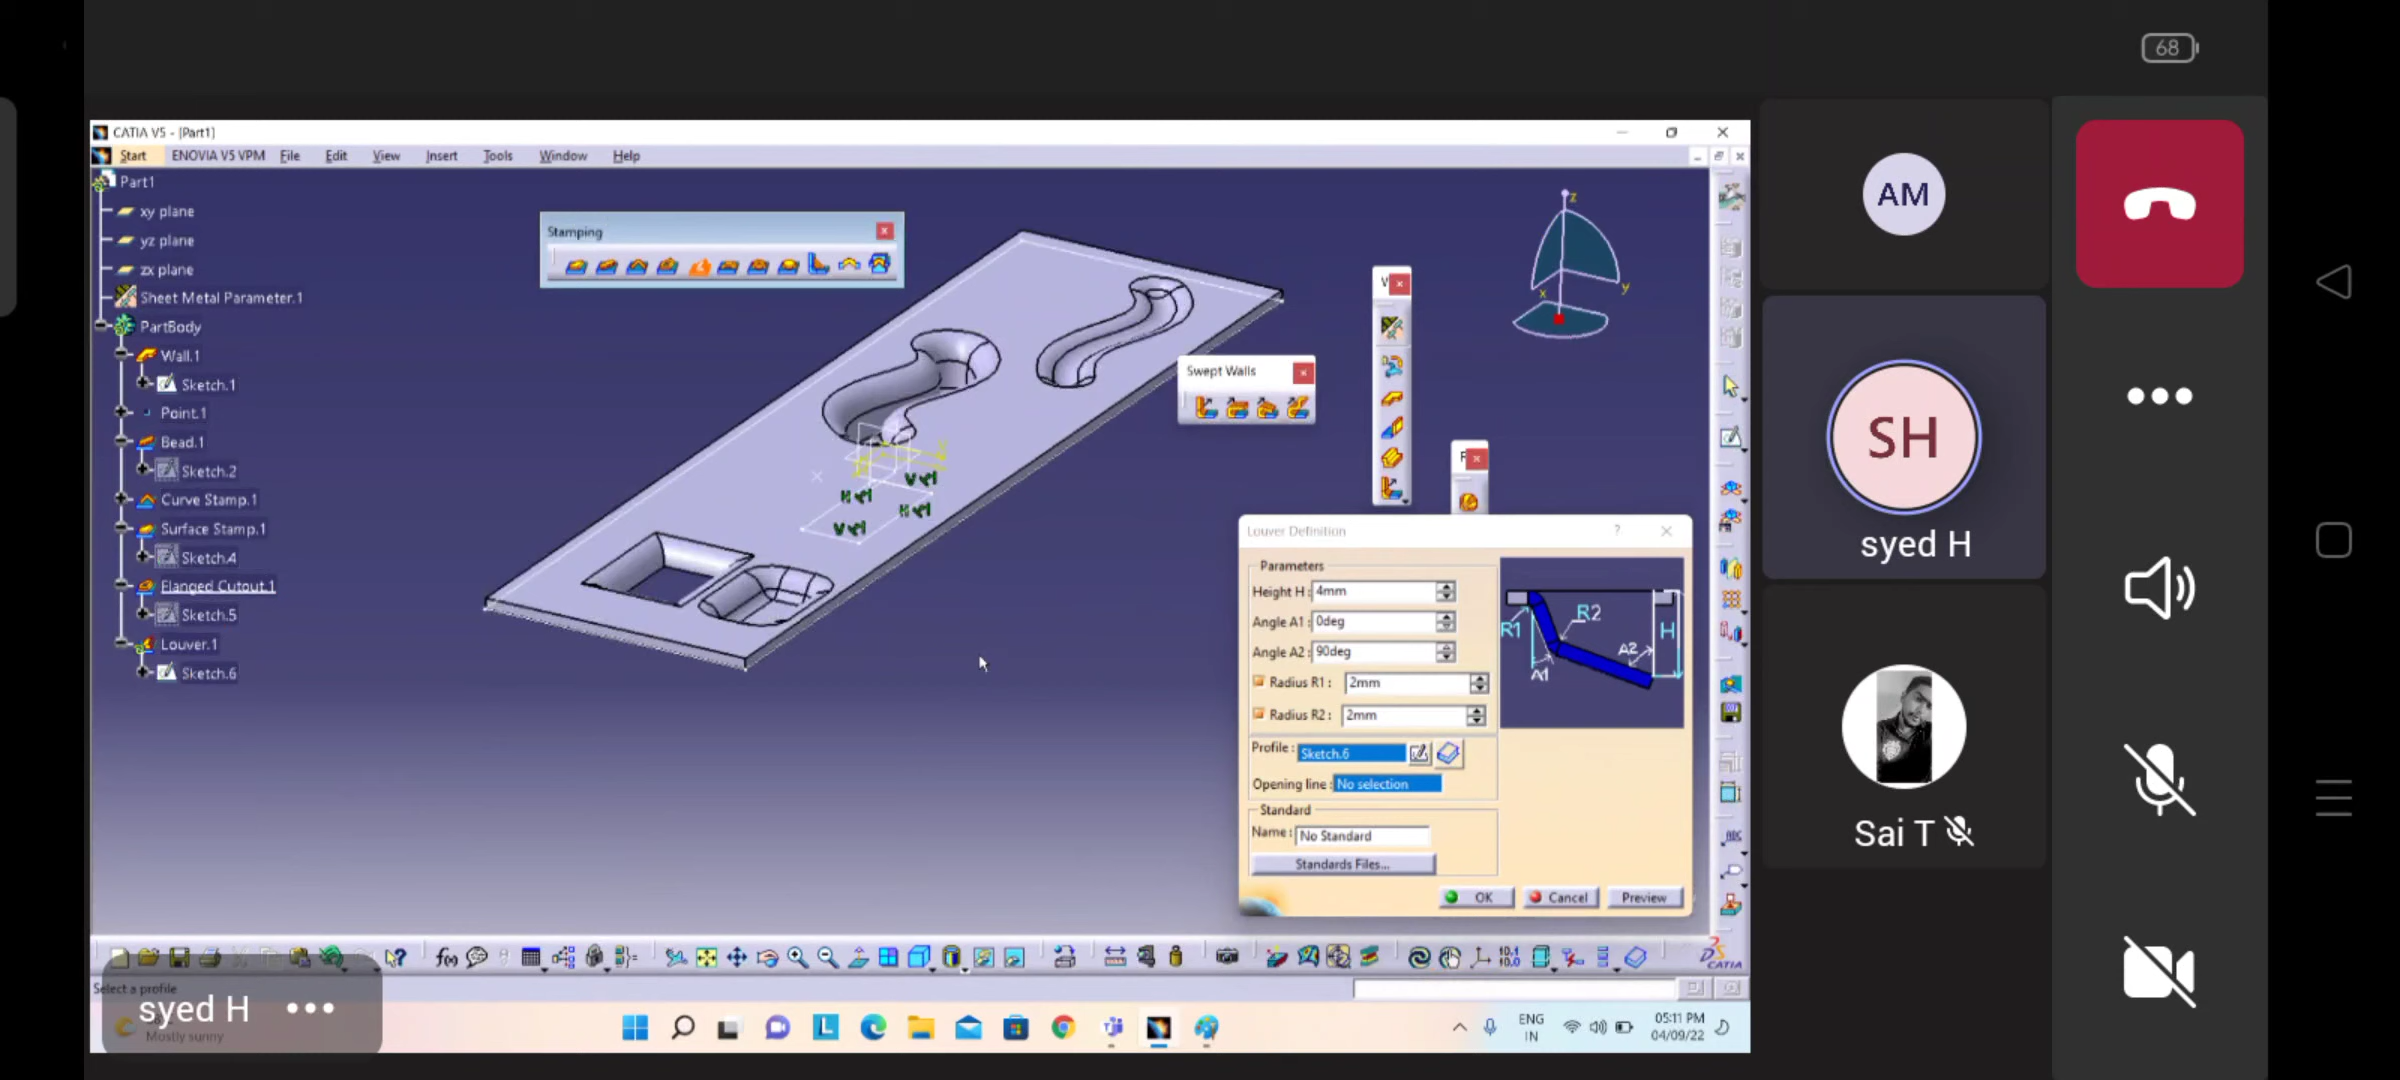 68
CATIA V5 - [Part1]
Start ENOVIA V5 VPM File Edit View Insert Tools Window Help
Part1
xy plane
yz plane
zx plane
Sheet Metal Parameter.1
PartBody
Wall.1
Sketch.1
Point.1
Bead.1
Sketch.2
Curve Stamp.1
Surface Stamp.1
Sketch.4
Flanged Cutout.1
Sketch.5
Louver.1
Sketch.6
Stamping
z
x
y
V
H
V
H
Swept Walls
Louver Definition ?
Parameters
Height H : 4mm
Angle A1 : 0deg
Angle A2 : 90deg
Radius R1 : 2mm
Radius R2 : 2mm
Profile : Sketch.6
Opening line : No selection
Standard
Name : No Standard
Standards Files...
OK Cancel Preview
R1
R2
A1
A2
H
AM
SH
syed H
Sai T
f(x)
CATIA
Select a profile
syed H
Mostly sunny
L
ENG
IN
05:11 PM
04/09/22